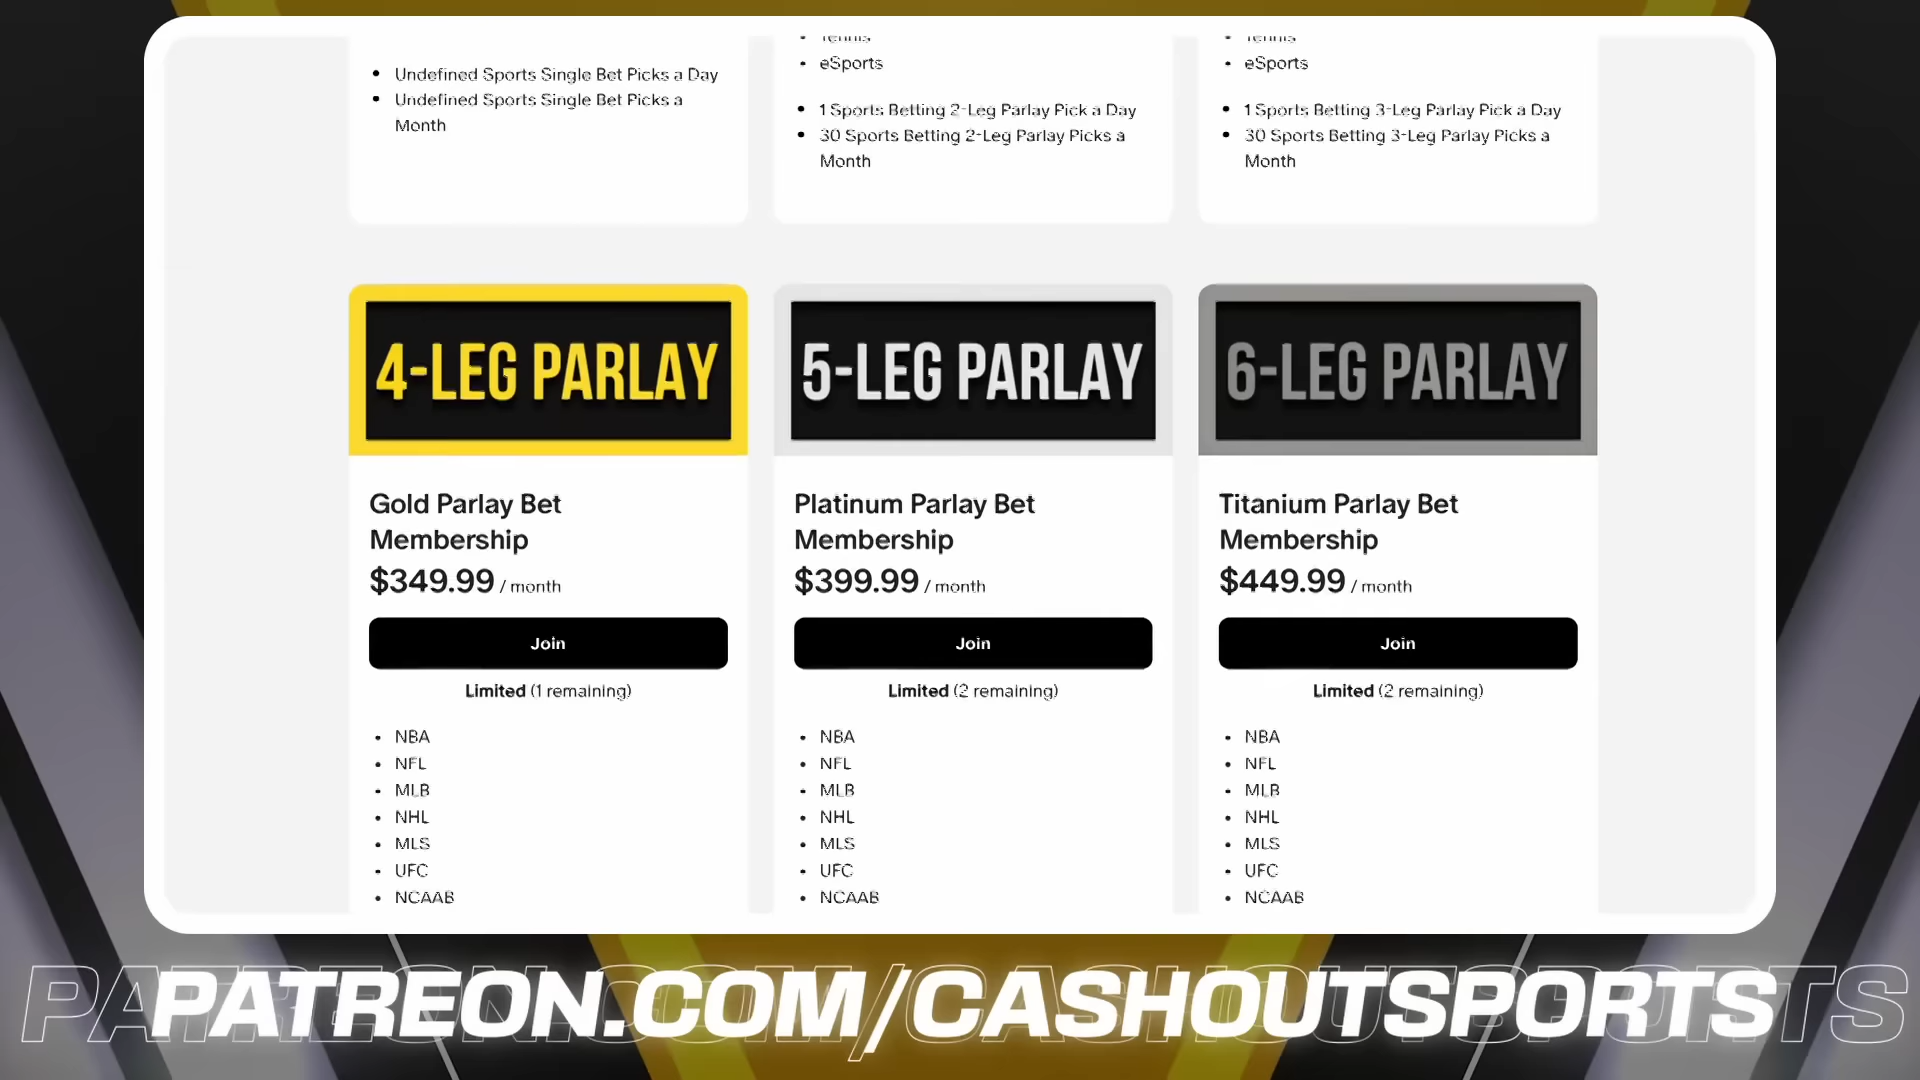 Undefined Sports Single Bet Picks a Day
Undefined Sports Single Bet Picks a
Month
Tennis
eSports
1 Sports Betting 2-Leg Parlay Pick a Day
30 Sports Betting 2-Leg Parlay Picks a
Month
Tennis
eSports
1 Sports Betting 3-Leg Parlay Pick a Day
30 Sports Betting 3-Leg Parlay Picks a
Month
4-LEG PARLAY
Gold Parlay Bet
Membership
$349.99 / month
Join
Limited (1 remaining)
NBA
NFL
MLB
NHL
MLS
UFC
NCAAB
5-LEG PARLAY
Platinum Parlay Bet
Membership
$399.99 / month
Join
Limited (2 remaining)
NBA
NFL
MLB
NHL
MLS
UFC
NCAAB
6-LEG PARLAY
Titanium Parlay Bet
Membership
$449.99 / month
Join
Limited (2 remaining)
NBA
NFL
MLB
NHL
MLS
UFC
NCAAB
PATREON.COM/CASHOUTSPORTS